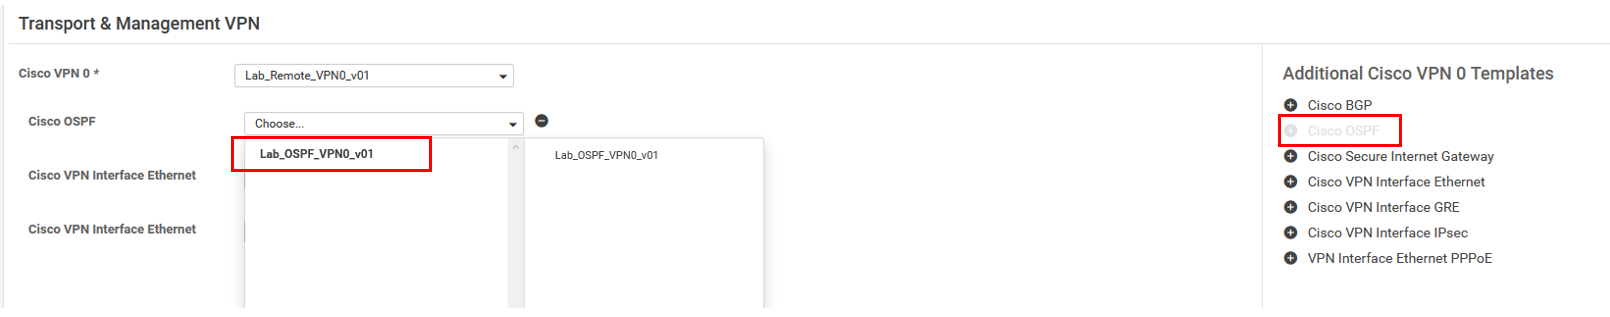 Transport & Management VPN
Cisco VPN 0 *
Lab_Remote_VPN0_v01
Cisco OSPF
Choose...
Lab_OSPF_VPN0_v01
Lab_OSPF_VPN0_v01
Cisco VPN Interface Ethernet
Cisco VPN Interface Ethernet
Additional Cisco VPN 0 Templates
Cisco BGP
Cisco OSPF
Cisco Secure Internet Gateway
Cisco VPN Interface Ethernet
Cisco VPN Interface GRE
Cisco VPN Interface IPsec
VPN Interface Ethernet PPPoE